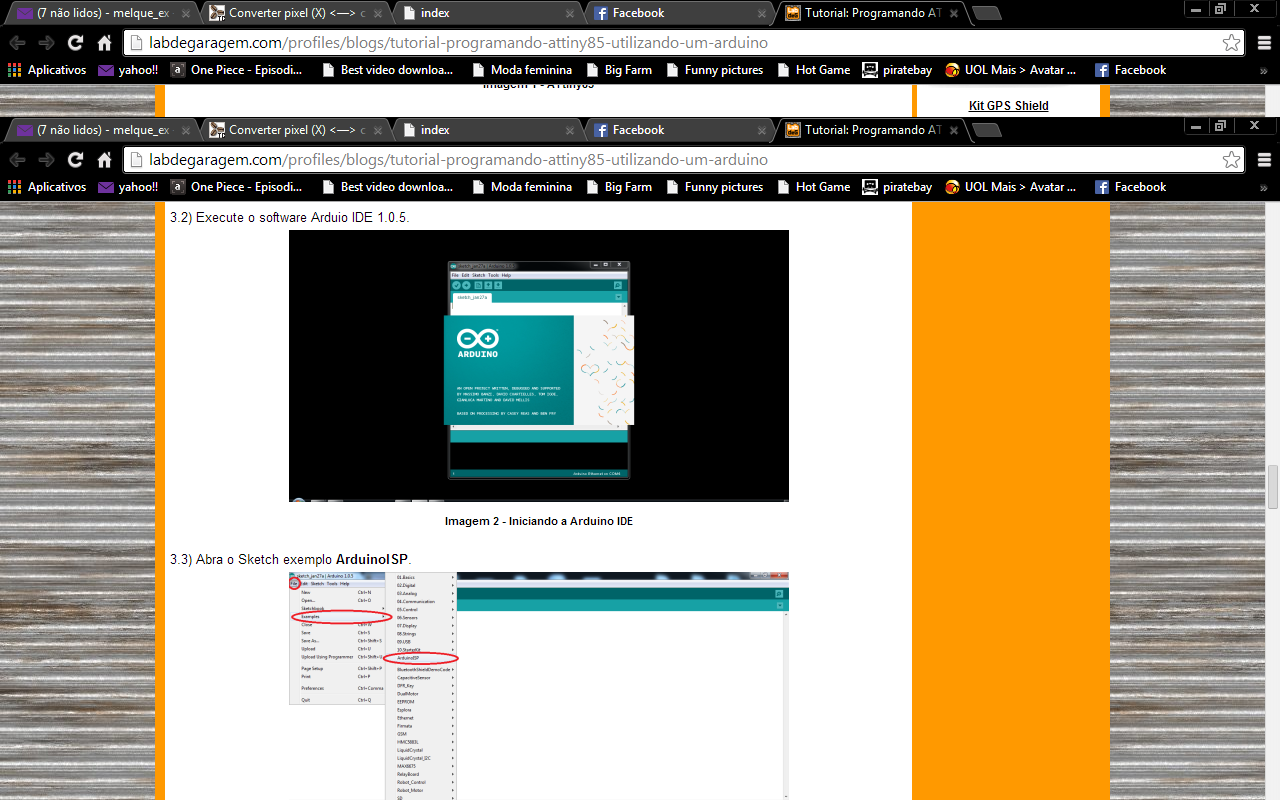 (7 não lidos) - melque_ex
Converter pixel (X) <—> c
index
Facebook
Tutorial: Programando AT
labdegaragem.com/profiles/blogs/tutorial-programando-attiny85-utilizando-um-arduino
Aplicativos
yahoo!!
One Piece - Episodi...
Best video downloa...
Moda feminina
Big Farm
Funny pictures
Hot Game
piratebay
UOL Mais > Avatar ...
Facebook
»
Imagem 1 - ATtiny85
Kit GPS Shield
(7 não lidos) - melque_ex
Converter pixel (X) <—> c
index
Facebook
Tutorial: Programando AT
labdegaragem.com/profiles/blogs/tutorial-programando-attiny85-utilizando-um-arduino
Aplicativos
yahoo!!
One Piece - Episodi...
Best video downloa...
Moda feminina
Big Farm
Funny pictures
Hot Game
piratebay
UOL Mais > Avatar ...
Facebook
»
3.2) Execute o software Arduio IDE 1.0.5.
File Edit Sketch Tools Help
sketch_jan27a
ARDUINO
AN OPEN PROJECT WRITTEN, DEBUGGED AND SUPPORTED
BY MASSIMO BANZI, DAVID CUARTIELLES, TOM IGOE,
GIANLUCA MARTINO AND DAVID MELLIS
BASED ON PROCESSING BY CASEY REAS AND BEN FRY
Arduino Ethernet on COM8
Imagem 2 - Iniciando a Arduino IDE
3.3) Abra o Sketch exemplo ArduinoISP.
sketch_jan27a | Arduino 1.0.5
File Edit Sketch Tools Help
New Ctrl+N
Open... Ctrl+O
Sketchbook
Examples
Close Ctrl+W
Save Ctrl+S
Save As... Ctrl+Shift+S
Upload Ctrl+U
Upload Using Programmer Ctrl+Shift+U
Page Setup Ctrl+Shift+P
Print Ctrl+P
Preferences Ctrl+Comma
Quit Ctrl+Q
01.Basics
02.Digital
03.Analog
04.Communication
05.Control
06.Sensors
07.Display
08.Strings
09.USB
10.StarterKit
ArduinoISP
BluetoothShieldDemoCode
CapacitiveSensor
DFR_Key
DualMotor
EEPROM
Esplora
Ethernet
Firmata
GSM
HMC5883L
LiquidCrystal
LiquidCrystal_I2C
MAX6675
RelayBoard
Robot_Control
Robot_Motor
SD